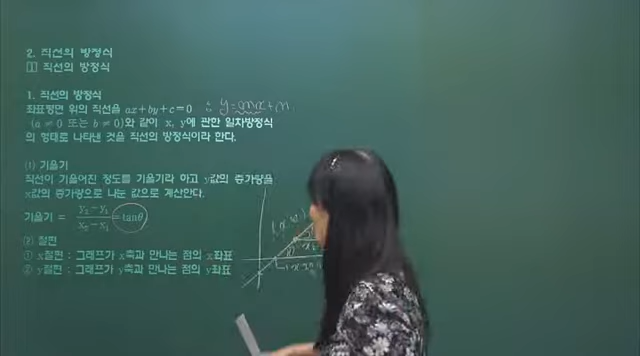 2. 직선의 방정식
① 직선의 방정식
1. 직선의 방정식
좌표평면 위의 직선을 ax+by+c=0 ∴ y=mx+n
(a ≠ 0 또는 b ≠ 0)와 같이 x, y에 관한 일차방정식
의 형태로 나타낸 것을 직선의 방정식이라 한다.
(1) 기울기
직선이 기울어진 정도를 기울기라 하고 y값의 증가량을
x값의 증가량으로 나눈 값으로 계산한다.
기울기 = (y₂-y₁)/(x₂-x₁) = tanθ
(2) 절편
① x절편 : 그래프가 x축과 만나는 점의 x좌표
② y절편 : 그래프가 y축과 만나는 점의 y좌표